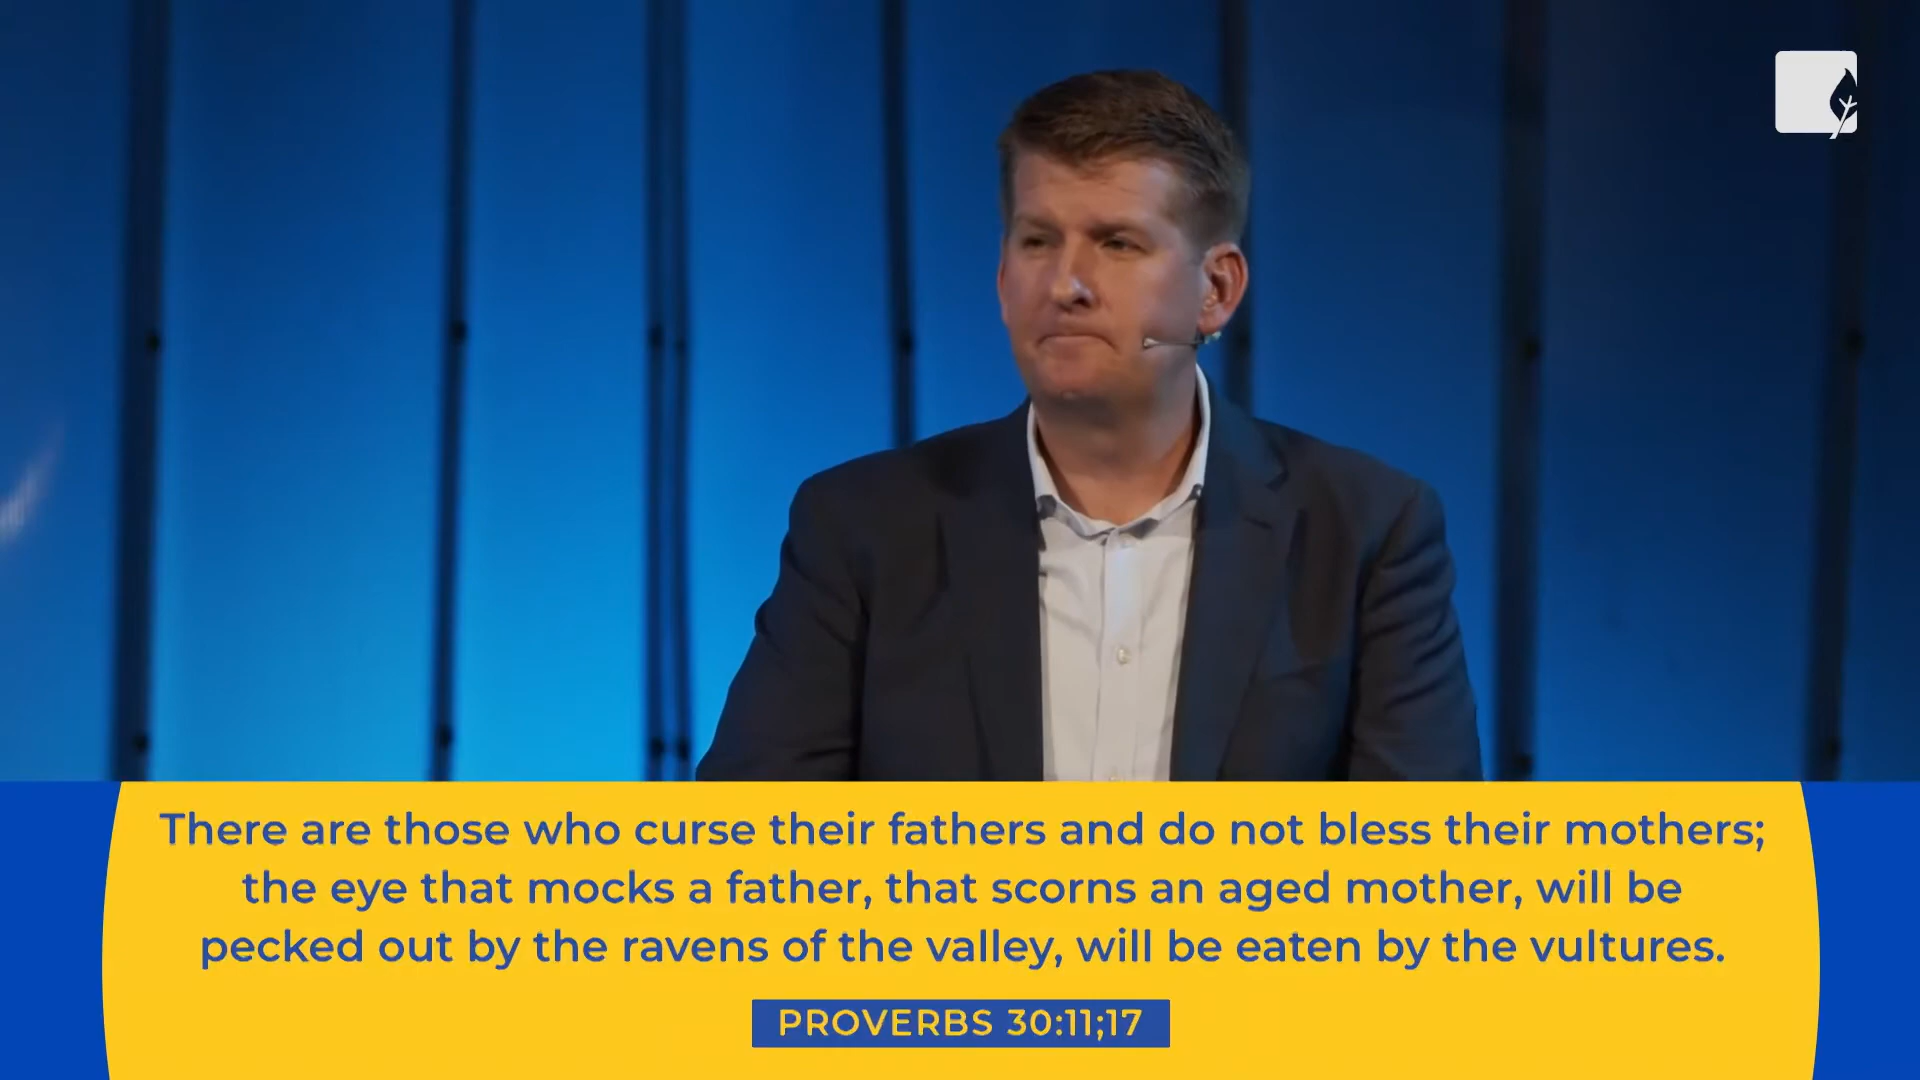 There are those who curse their fathers and do not bless their mothers;
the eye that mocks a father, that scorns an aged mother, will be
pecked out by the ravens of the valley, will be eaten by the vultures.
PROVERBS 30:11;17